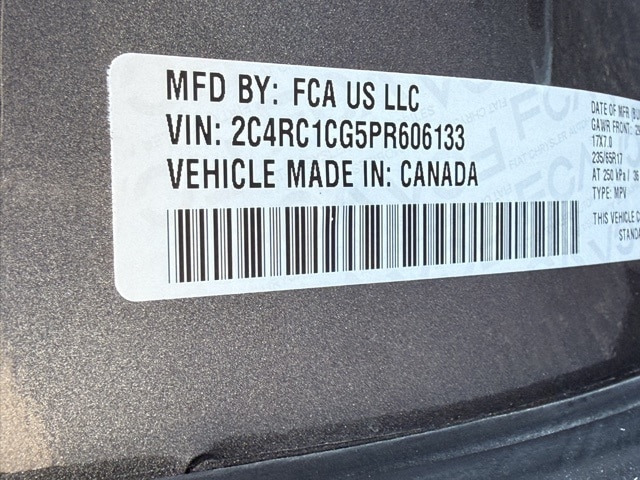 MFD BY: FCA US LLC
VIN: 2C4RC1CG5PR606133
VEHICLE MADE IN: CANADA
DATE OF MFR
GAWR FRONT:
17X7.0
235/65R17
AT 250 kPa / 36
TYPE: MPV
THIS VEHICLE